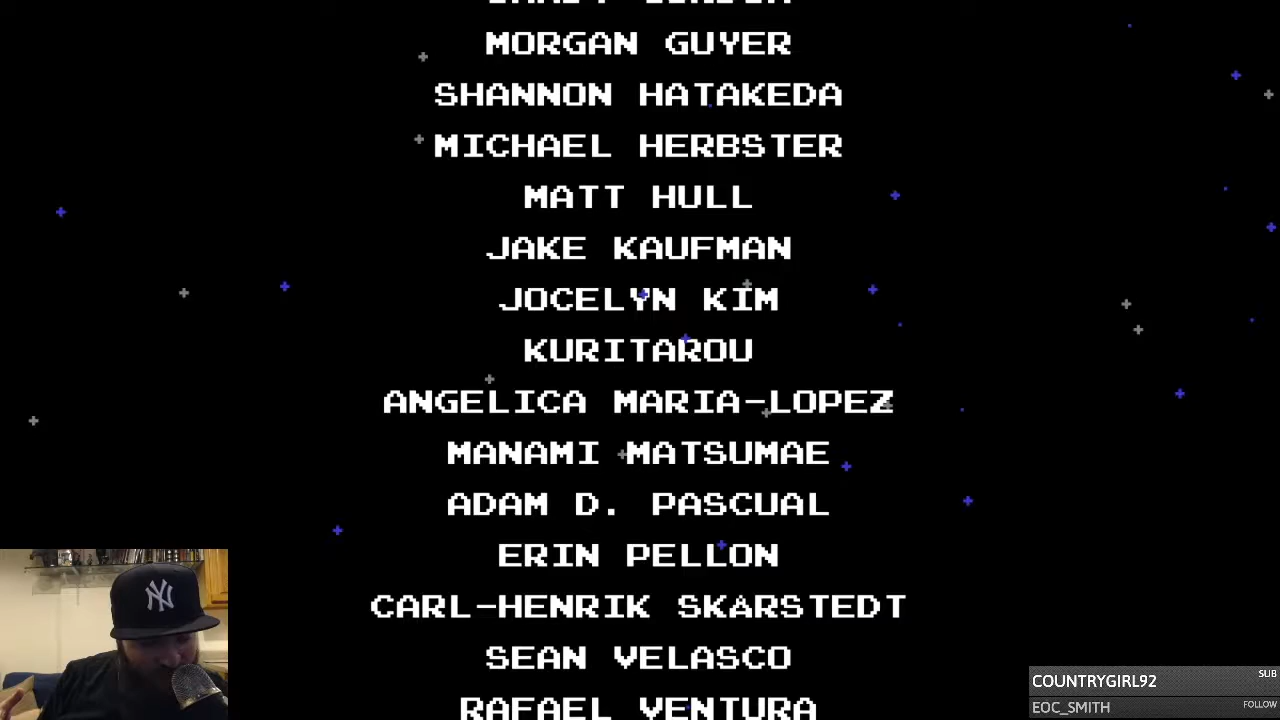 MORGAN GUYER
SHANNON HATAKEDA
MICHAEL HERBSTER
MATT HULL
JAKE KAUFMAN
JOCELYN KIM
KURITAROU
ANGELICA MARIA-LOPEZ
MANAMI MATSUMAE
ADAM D. PASCUAL
ERIN PELLON
CARL-HENRIK SKARSTEDT
SEAN VELASCO
RAFAEL VENTURA
NY
COUNTRYGIRL92 SUB
EOC_SMITH FOLLOW